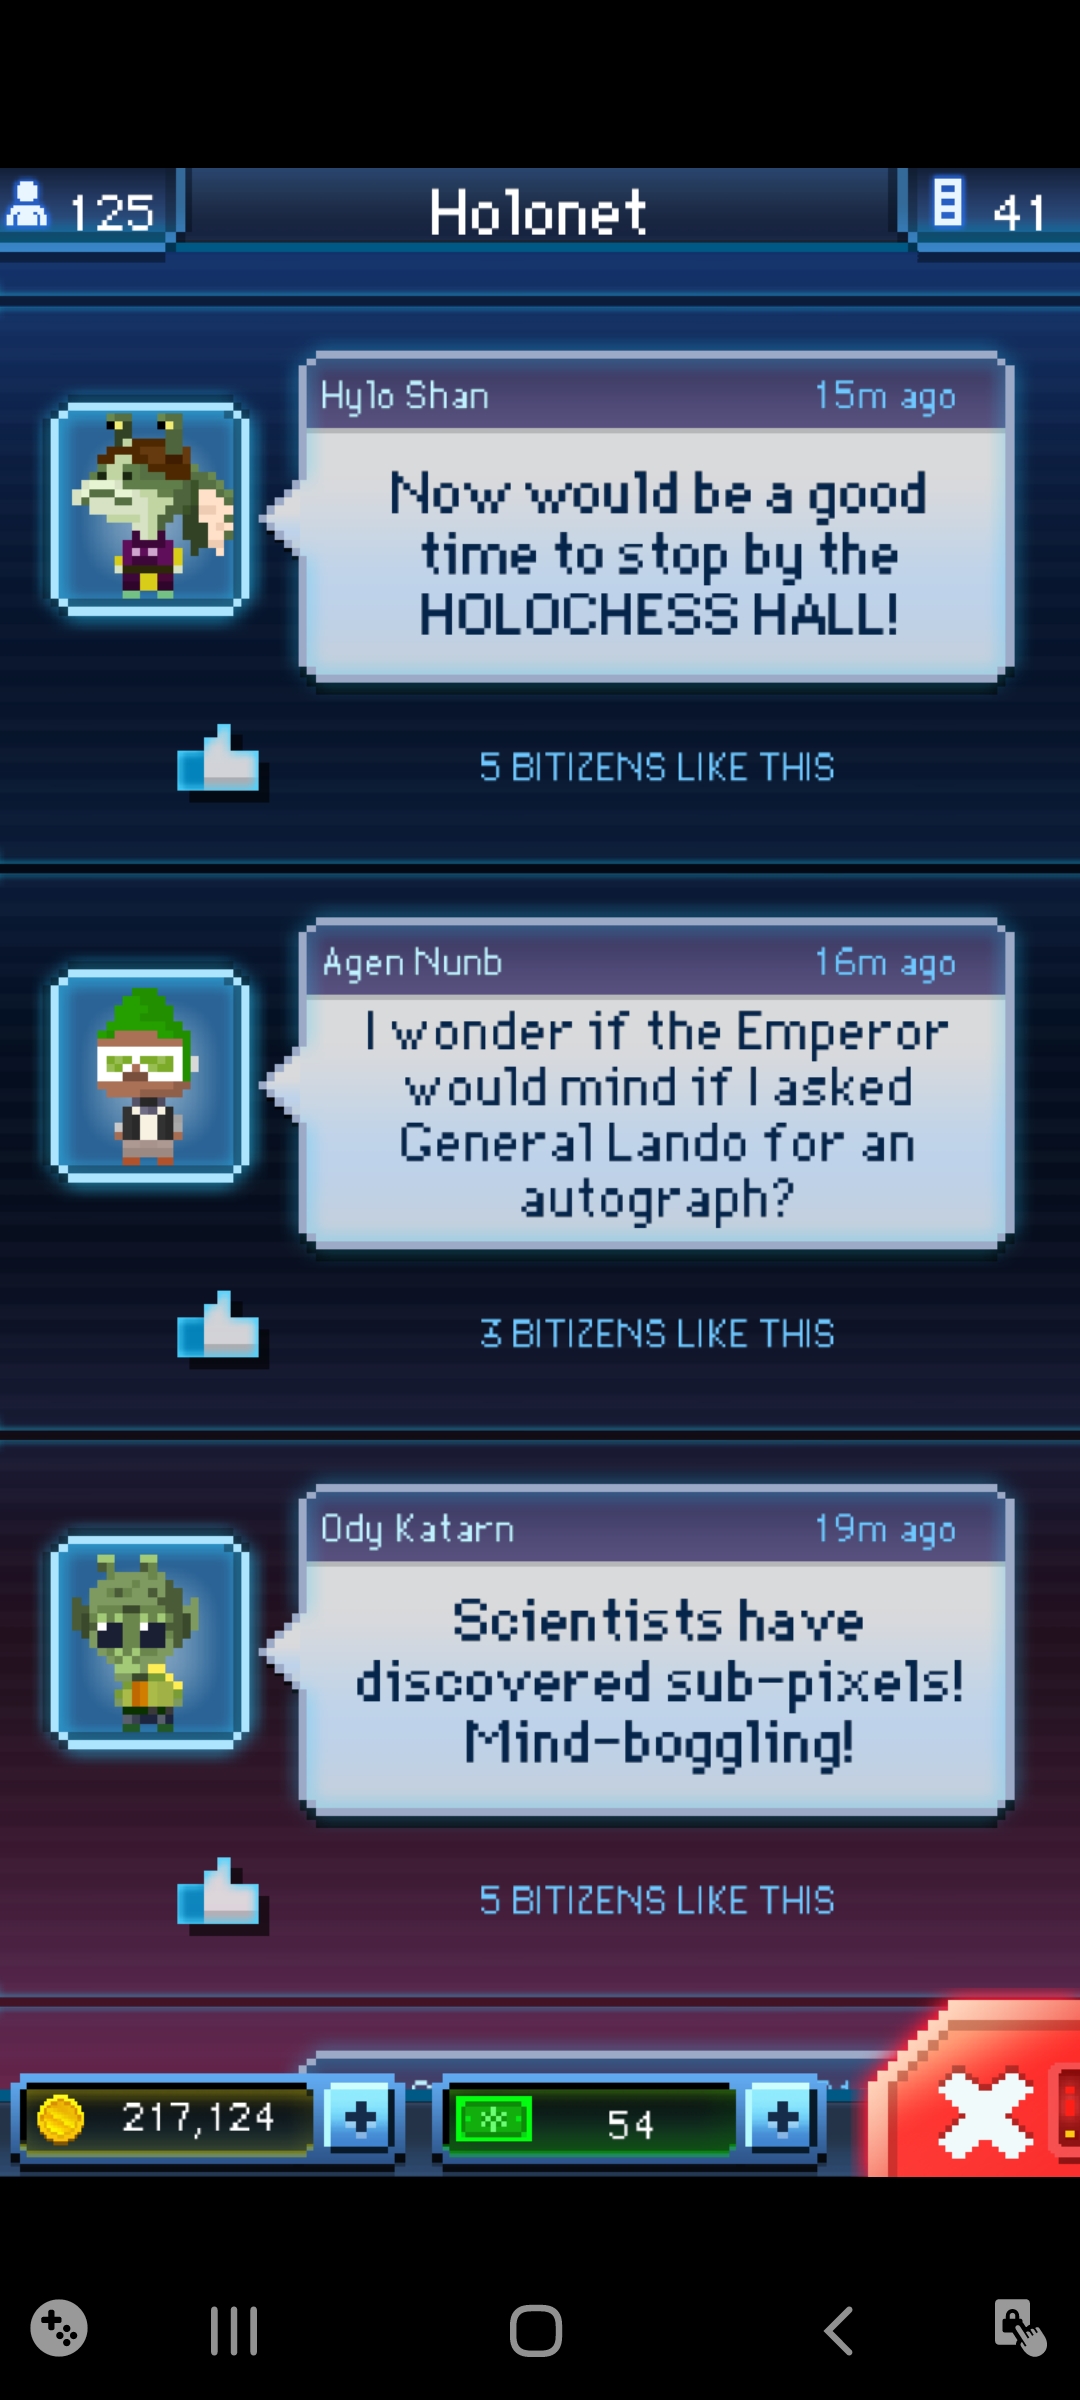 125
Holonet
41
Hylo Shan
15m ago
Now would be a good
time to stop by the
HOLOCHESS HALL!
5 BITIZENS LIKE THIS
Agen Nunb
16m ago
I wonder if the Emperor
would mind if I asked
General Lando for an
autograph?
3 BITIZENS LIKE THIS
Ody Katarn
19m ago
Scientists have
discovered sub-pixels!
Mind-boggling!
5 BITIZENS LIKE THIS
217,124
54